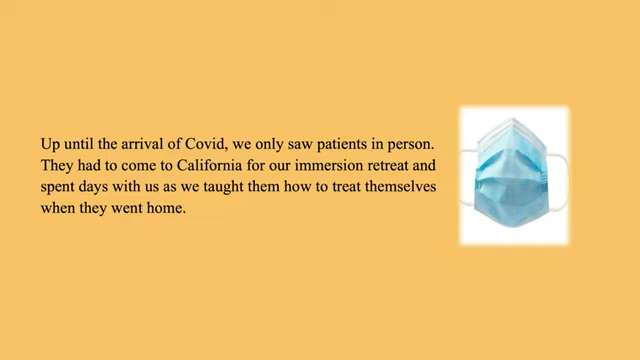 Up until the arrival of Covid, we only saw patients in person.
They had to come to California for our immersion retreat and
spent days with us as we taught them how to treat themselves
when they went home.